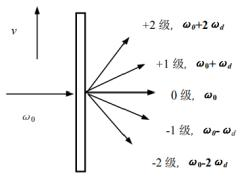 v
+2 级, ω₀+2 ω_d
+1 级, ω₀+ ω_d
0 级, ω₀
ω₀
-1 级, ω₀- ω_d
-2 级, ω₀-2 ω_d